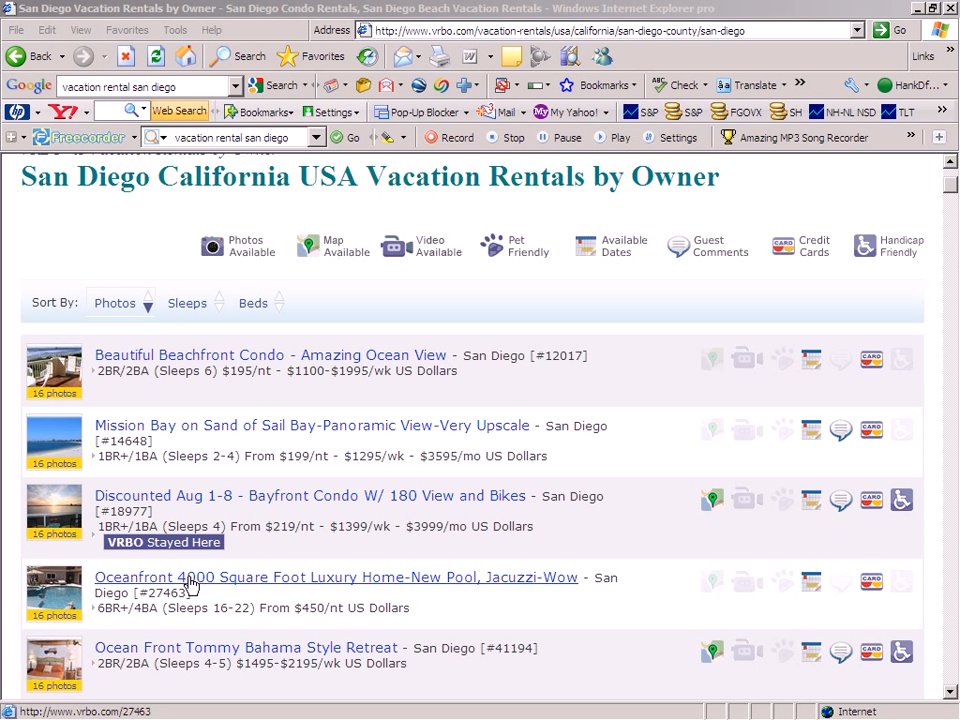 San Diego Vacation Rentals by Owner - San Diego Condo Rentals, San Diego Beach Vacation Rentals - Windows Internet Explorer pro
File Edit View Favorites Tools Help Address http://www.vrbo.com/vacation-rentals/usa/california/san-diego-county/san-diego Go
Back Search Favorites Links
Google vacation rental san diego Search Bookmarks Check Translate HankDf...
Y! Web Search Bookmarks Settings Pop-Up Blocker Mail My Yahoo! S&P S&P FGOVX SH NH-NL NSD TLT
Freecorder vacation rental san diego Go Record Stop Pause Play Settings Amazing MP3 Song Recorder
San Diego California USA Vacation Rentals by Owner
Photos Available
Map Available
Video Available
Pet Friendly
Available Dates
Guest Comments
Credit Cards
Handicap Friendly
Sort By: Photos Sleeps Beds
Beautiful Beachfront Condo - Amazing Ocean View - San Diego [#12017]
2BR/2BA (Sleeps 6) $195/nt - $1100-$1995/wk US Dollars
16 photos
Mission Bay on Sand of Sail Bay-Panoramic View-Very Upscale - San Diego
[#14648]
1BR+/1BA (Sleeps 2-4) From $199/nt - $1295/wk - $3595/mo US Dollars
16 photos
Discounted Aug 1-8 - Bayfront Condo W/ 180 View and Bikes - San Diego
[#18977]
1BR+/1BA (Sleeps 4) From $219/nt - $1399/wk - $3999/mo US Dollars
16 photos
VRBO Stayed Here
Oceanfront 4000 Square Foot Luxury Home-New Pool, Jacuzzi-Wow - San
Diego [#27463]
6BR+/4BA (Sleeps 16-22) From $450/nt US Dollars
16 photos
Ocean Front Tommy Bahama Style Retreat - San Diego [#41194]
2BR/2BA (Sleeps 4-5) $1495-$2195/wk US Dollars
16 photos
http://www.vrbo.com/27463 Internet